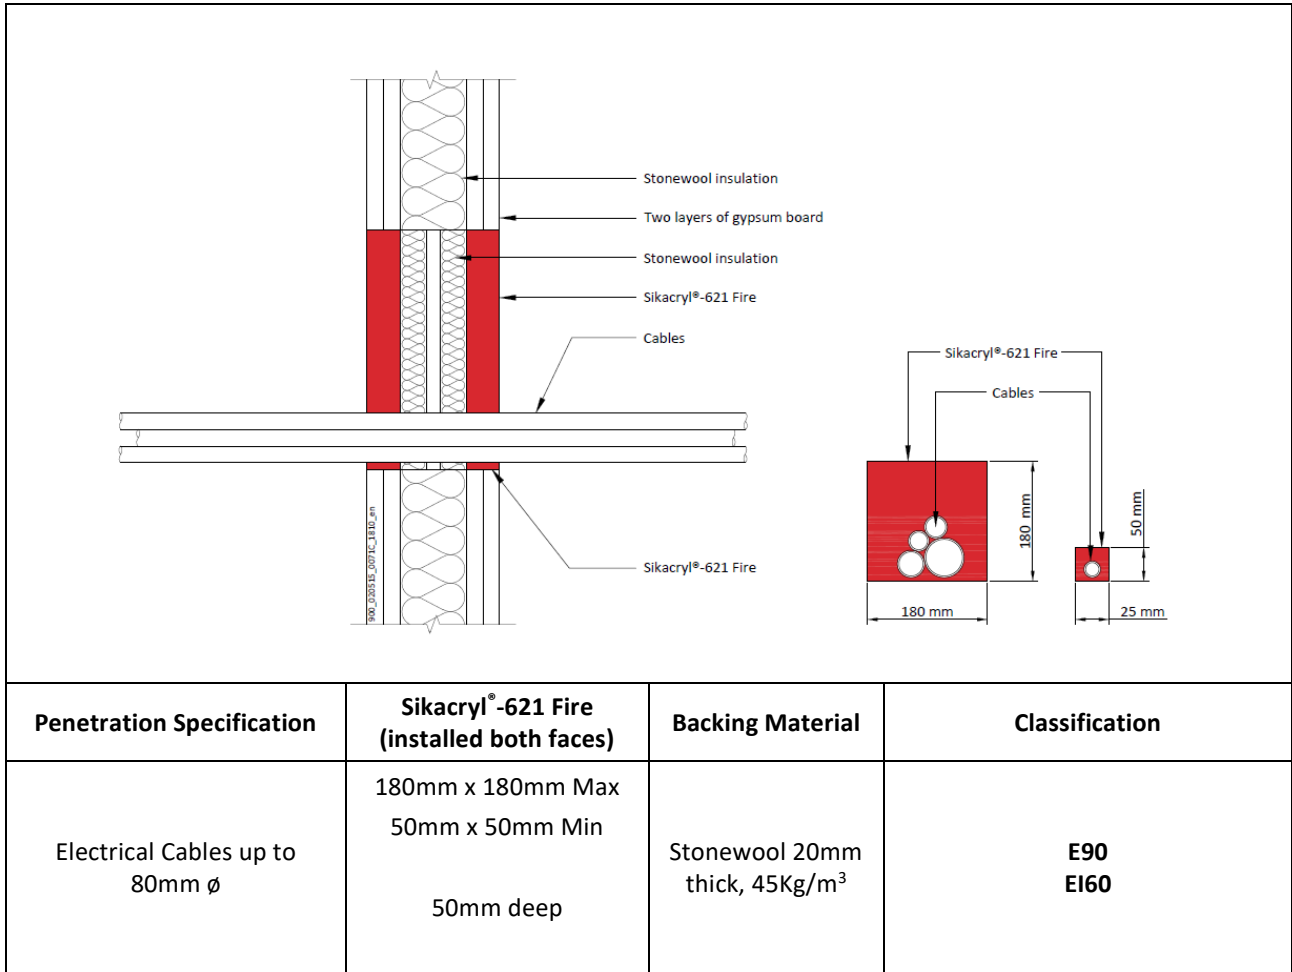 Stonewool insulation
Two layers of gypsum board
Stonewool insulation
Sikacryl®-621 Fire
Cables
Sikacryl®-621 Fire
900_020515_0071C_1810_en
Sikacryl®-621 Fire
Cables
180 mm
50 mm
180 mm
25 mm
Penetration Specification
Sikacryl®-621 Fire
(installed both faces)
Backing Material
Classification
Electrical Cables up to
80mm ø
180mm x 180mm Max
50mm x 50mm Min
50mm deep
Stonewool 20mm
thick, 45Kg/m³
E90
EI60